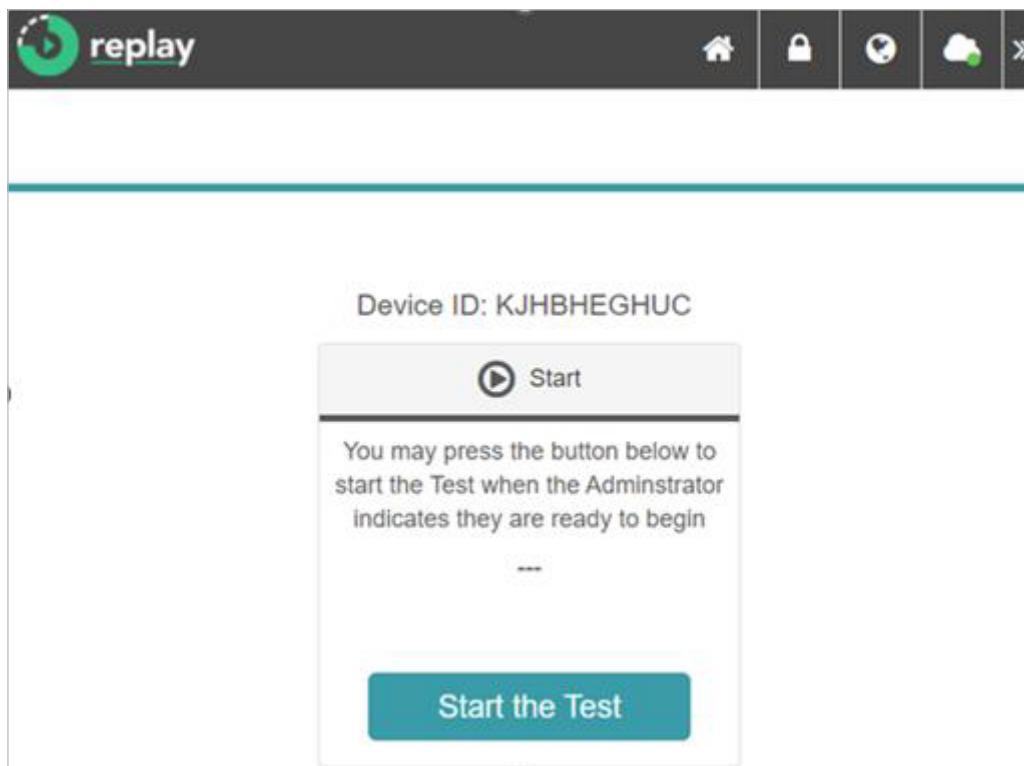 replay
Device ID: KJHBHEGHUC
Start
You may press the button below to
start the Test when the Adminstrator
indicates they are ready to begin
---
Start the Test